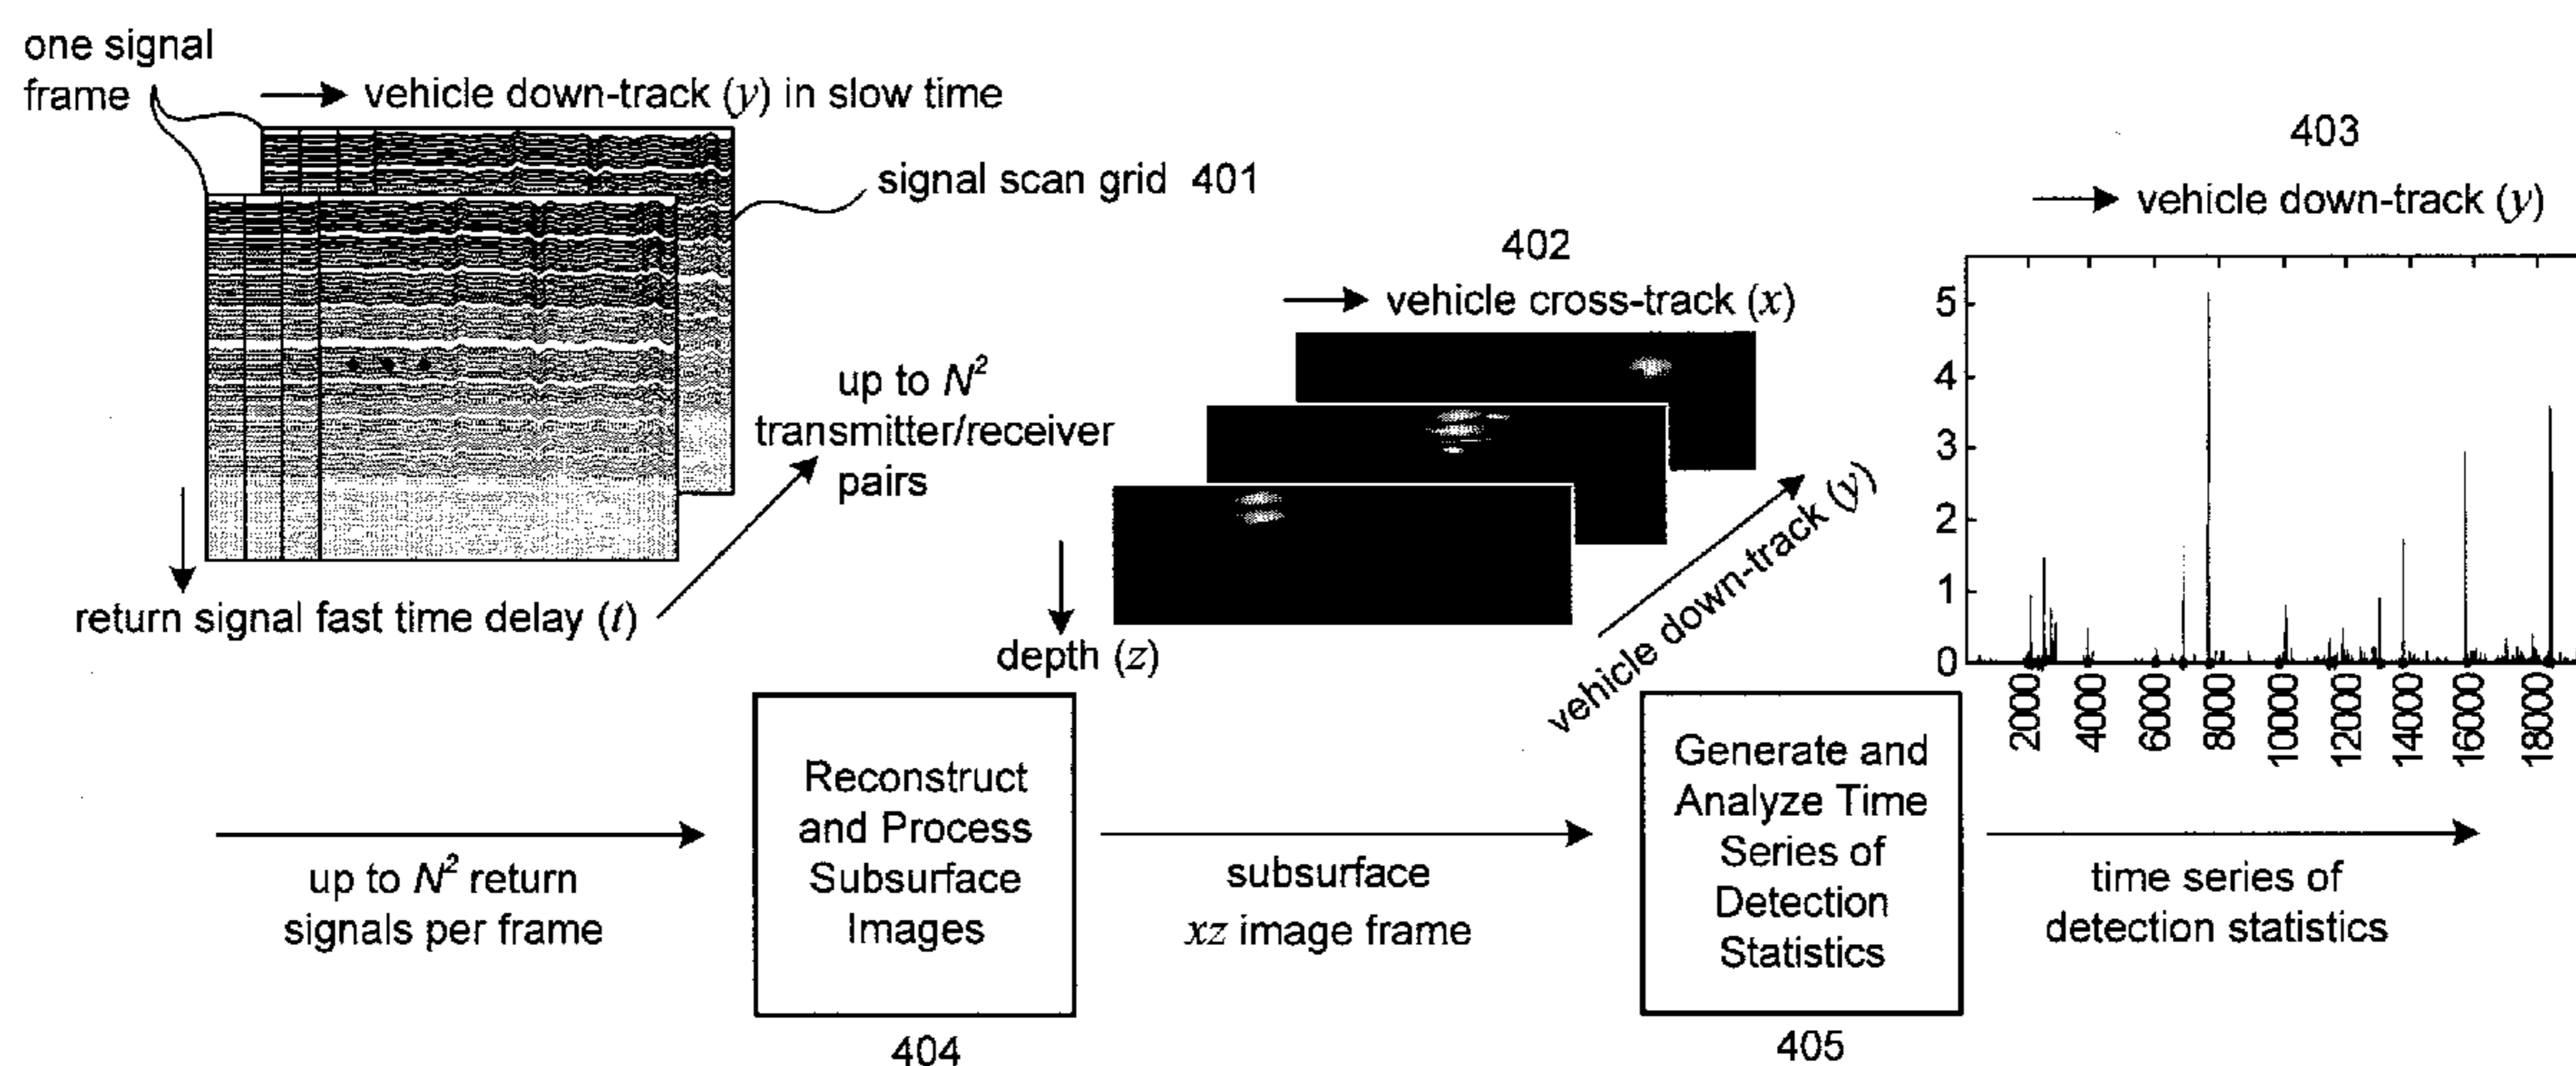 one signal
frame
vehicle down-track (y) in slow time
signal scan grid 401
return signal fast time delay (t)
up to N²
transmitter/receiver
pairs
402
vehicle cross-track (x)
depth (z)
vehicle down-track (y)
403
vehicle down-track (y)
5
4
3
2
1
0
2000
4000
6000
8000
10000
12000
14000
16000
18000
up to N² return
signals per frame
Reconstruct
and Process
Subsurface
Images
404
subsurface
xz image frame
Generate and
Analyze Time
Series of
Detection
Statistics
405
time series of
detection statistics